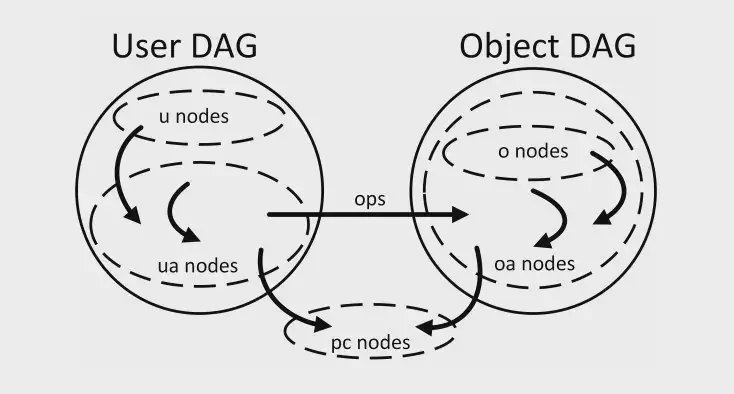 User DAG
Object DAG
u nodes
o nodes
ops
ua nodes
oa nodes
pc nodes